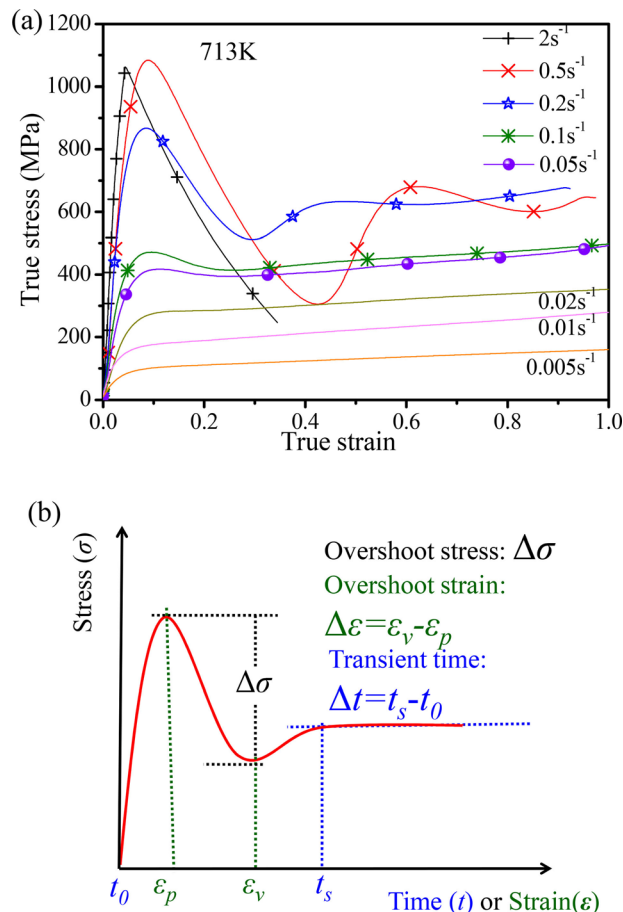 (a)
1200
1000
800
600
400
200
0
True stress (MPa)
713K
2s⁻¹
0.5s⁻¹
0.2s⁻¹
0.1s⁻¹
0.05s⁻¹
0.02s⁻¹
0.01s⁻¹
0.005s⁻¹
0.0 0.2 0.4 0.6 0.8 1.0
True strain
(b)
Stress (σ)
Overshoot stress: Δσ
Overshoot strain:
Δε=εᵥ-εₚ
Transient time:
Δt=tₛ-t₀
Δσ
t₀ εₚ εᵥ tₛ
Time (t) or Strain(ε)